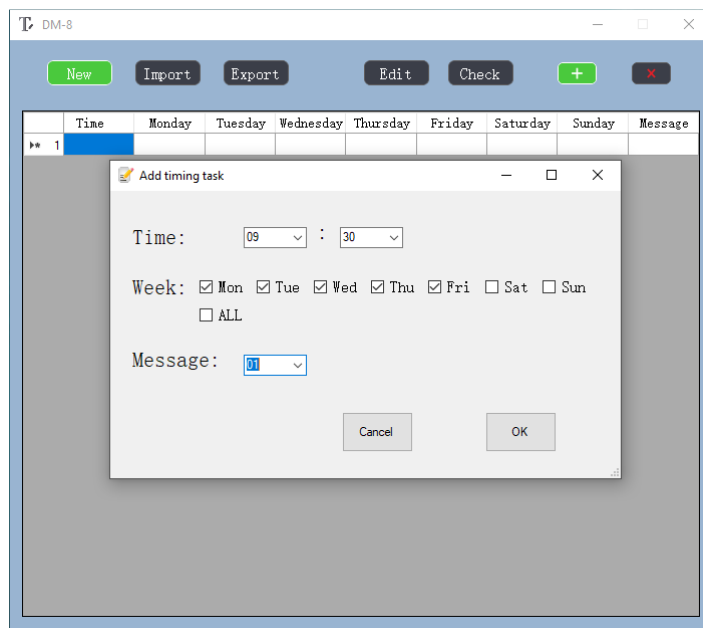 DM-8
New Import Export Edit Check + x
Time Monday Tuesday Wednesday Thursday Friday Saturday Sunday Message
1
Add timing task
Time: 09 : 30
Week: Mon Tue Wed Thu Fri Sat Sun
ALL
Message: 01
Cancel OK